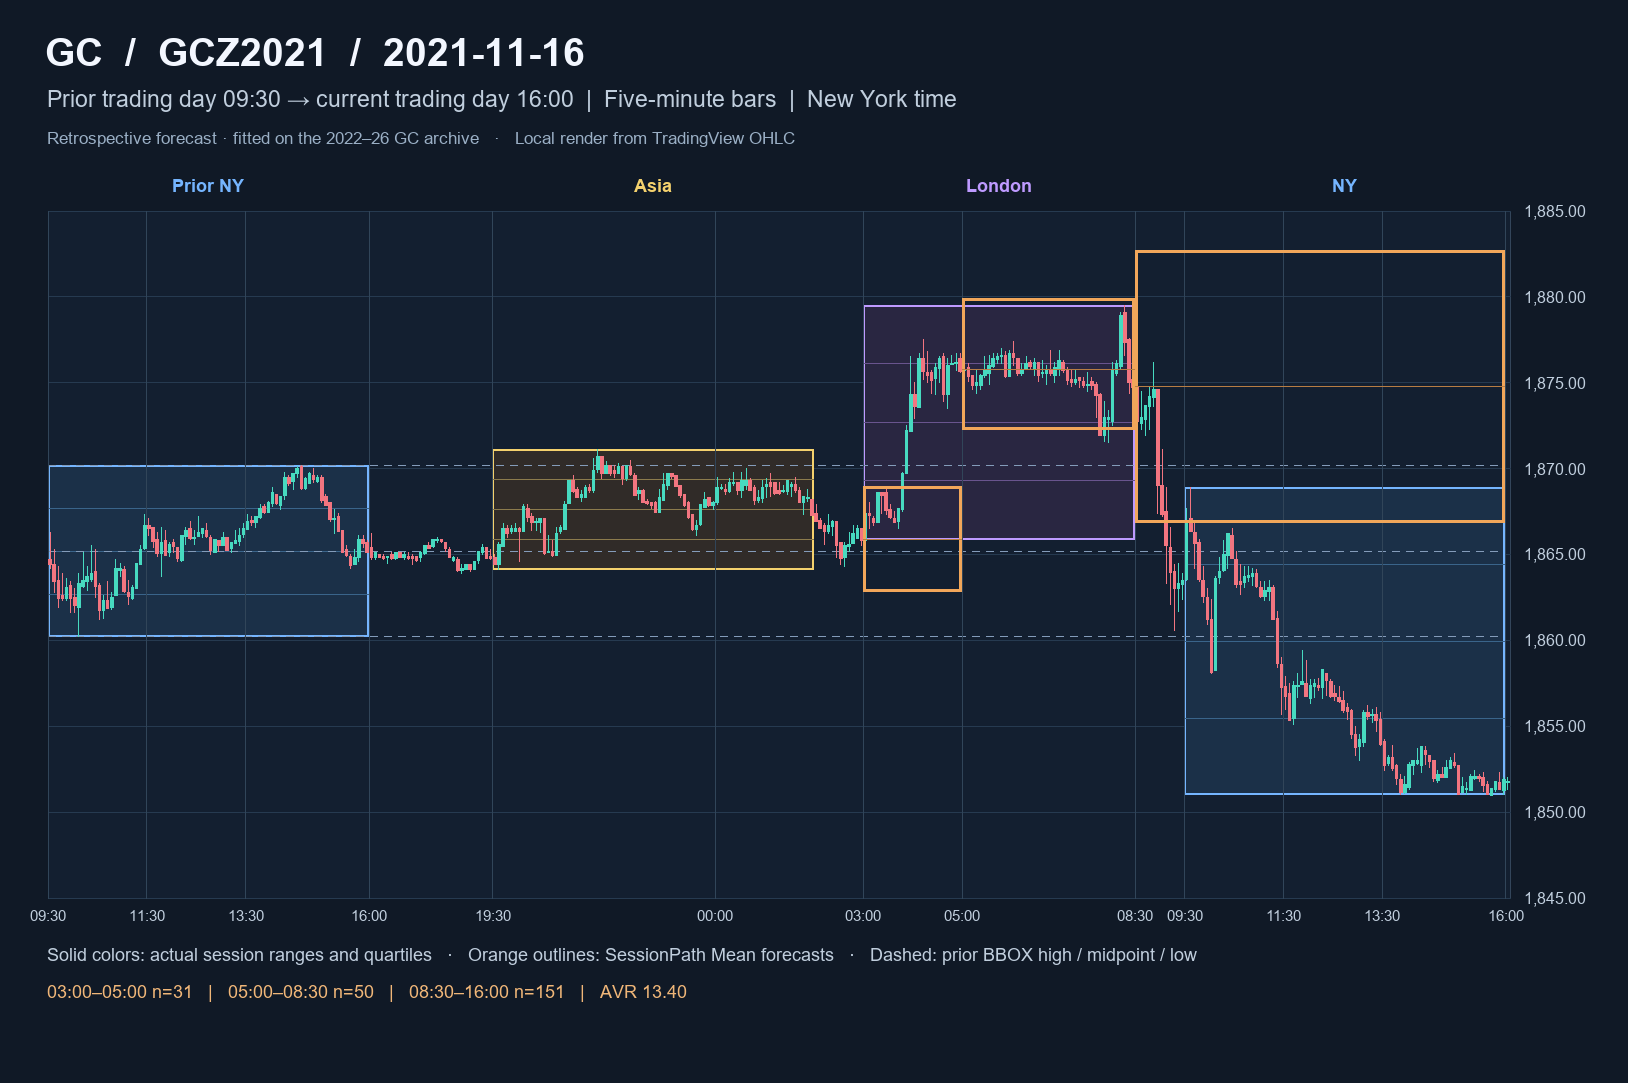 GC / GCZ2021 / 2021-11-16
Prior trading day 09:30 → current trading day 16:00 | Five-minute bars | New York time
Retrospective forecast · fitted on the 2022–26 GC archive · Local render from TradingView OHLC
Prior NY Asia London NY
1,885.00
1,880.00
1,875.00
1,870.00
1,865.00
1,860.00
1,855.00
1,850.00
1,845.00
09:30 11:30 13:30 16:00 19:30 00:00 03:00 05:00 08:30 09:30 11:30 13:30 16:00
Solid colors: actual session ranges and quartiles · Orange outlines: SessionPath Mean forecasts · Dashed: prior BBOX high / midpoint / low
03:00–05:00 n=31 | 05:00–08:30 n=50 | 08:30–16:00 n=151 | AVR 13.40